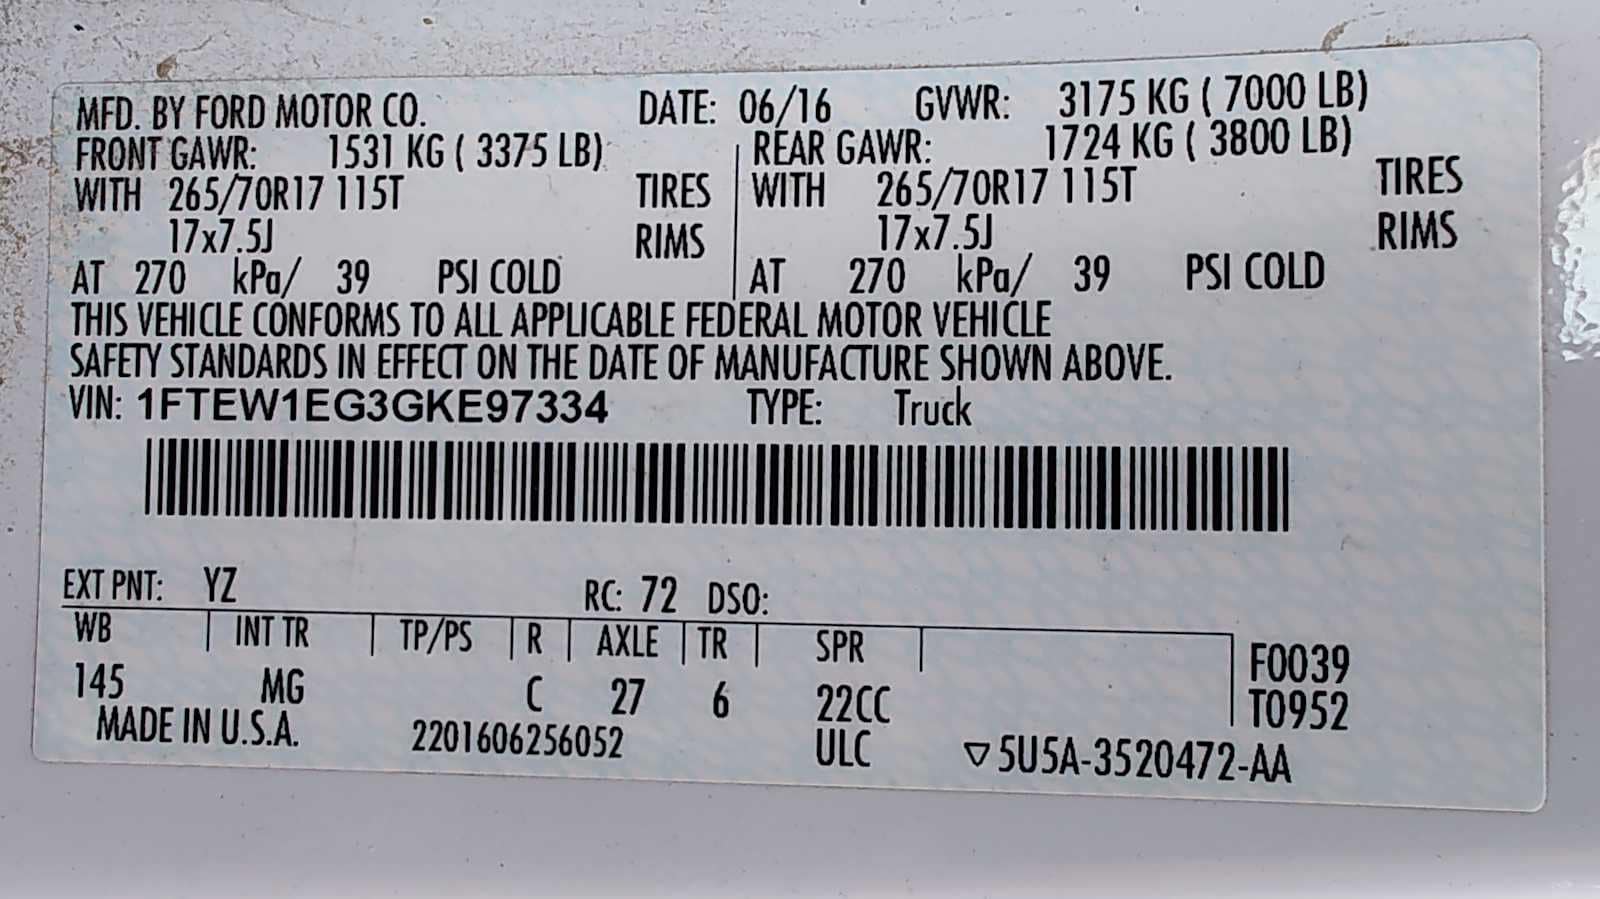 MFD. BY FORD MOTOR CO. DATE: 06/16 GVWR: 3175 KG ( 7000 LB)
FRONT GAWR: 1531 KG ( 3375 LB) REAR GAWR: 1724 KG ( 3800 LB)
WITH 265/70R17 115T TIRES WITH 265/70R17 115T TIRES
17x7.5J RIMS 17x7.5J RIMS
AT 270 kPa/ 39 PSI COLD AT 270 kPa/ 39 PSI COLD
THIS VEHICLE CONFORMS TO ALL APPLICABLE FEDERAL MOTOR VEHICLE
SAFETY STANDARDS IN EFFECT ON THE DATE OF MANUFACTURE SHOWN ABOVE.
VIN: 1FTEW1EG3GKE97334 TYPE: Truck
EXT PNT: YZ RC: 72 DSO:
WB INT TR TP/PS R AXLE TR SPR F0039
145 MG C 27 6 22CC T0952
MADE IN U.S.A. 2201606256052 ULC ▽5U5A-3520472-AA